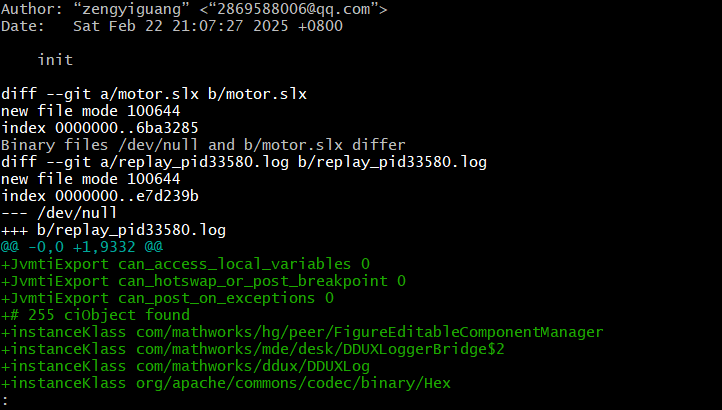 Author: “zengyiguang” <“2869588006@qq.com”>
Date:   Sat Feb 22 21:07:27 2025 +0800
init
diff --git a/motor.slx b/motor.slx
new file mode 100644
index 0000000..6ba3285
Binary files /dev/null and b/motor.slx differ
diff --git a/replay_pid33580.log b/replay_pid33580.log
new file mode 100644
index 0000000..e7d239b
--- /dev/null
+++ b/replay_pid33580.log
@@ -0,0 +1,9332 @@
+JvmtiExport can_access_local_variables 0
+JvmtiExport can_hotswap_or_post_breakpoint 0
+JvmtiExport can_post_on_exceptions 0
+# 255 ciObject found
+instanceKlass com/mathworks/hg/peer/FigureEditableComponentManager
+instanceKlass com/mathworks/mde/desk/DDUXLoggerBridge$2
+instanceKlass com/mathworks/ddux/DDUXLog
+instanceKlass org/apache/commons/codec/binary/Hex
: